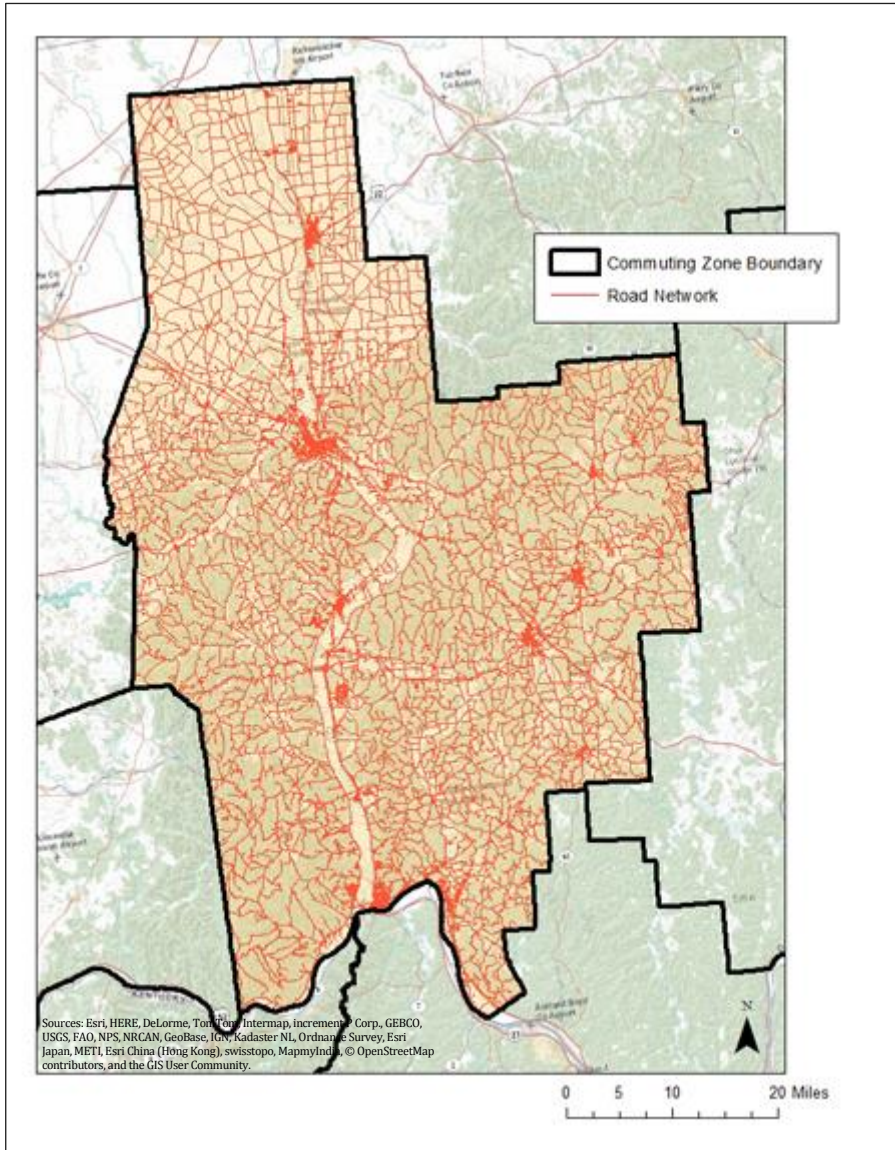 Commuting Zone Boundary
Road Network
KENTUCKY
N
Sources: Esri, HERE, DeLorme, TomTom, Intermap, increment P Corp., GEBCO,
USGS, FAO, NPS, NRCAN, GeoBase, IGN, Kadaster NL, Ordnance Survey, Esri
Japan, METI, Esri China (Hong Kong), swisstopo, MapmyIndia, © OpenStreetMap
contributors, and the GIS User Community.
0 5 10 20 Miles